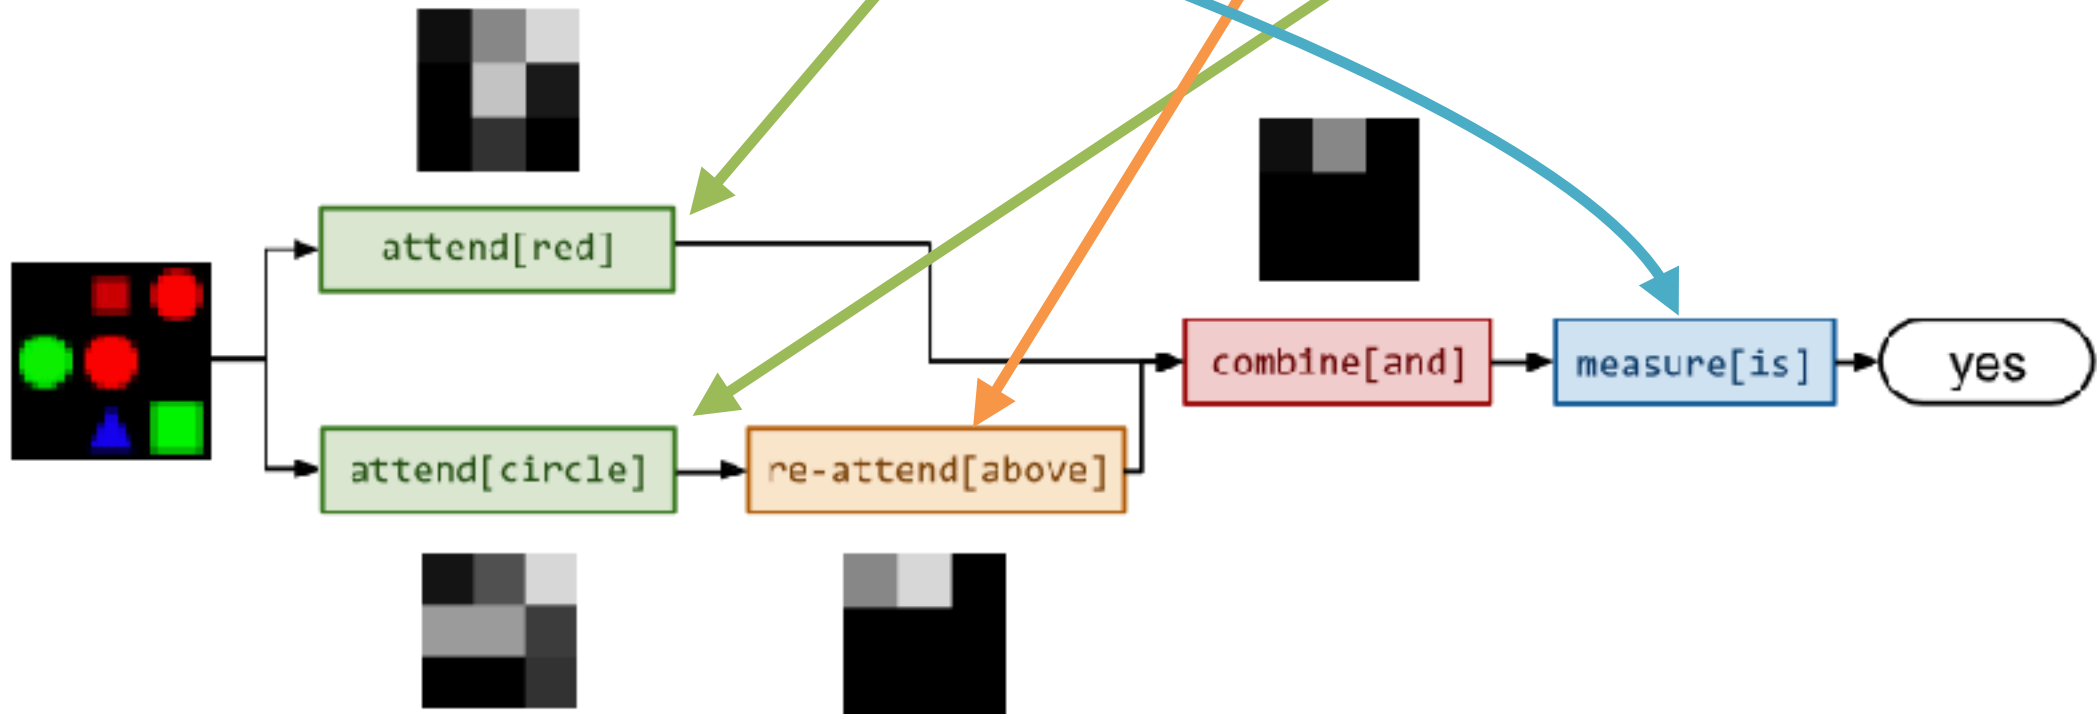 attend[red]
combine[and]
measure[is]
yes
attend[circle]
re-attend[above]